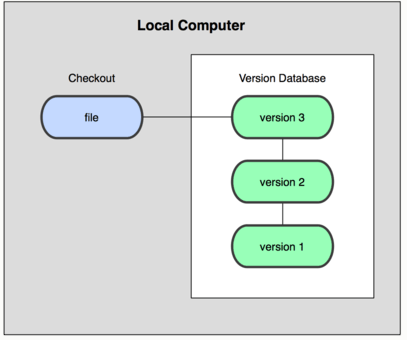 Local Computer
Checkout
Version Database
file
version 3
version 2
version 1